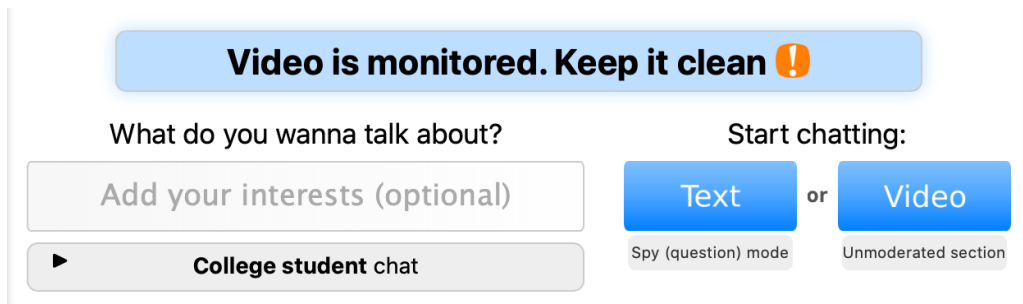 Video is monitored. Keep it clean❗
What do you wanna talk about?
Start chatting:
Add your interests (optional)
Text or Video
Spy (question) mode
Unmoderated section
College student chat